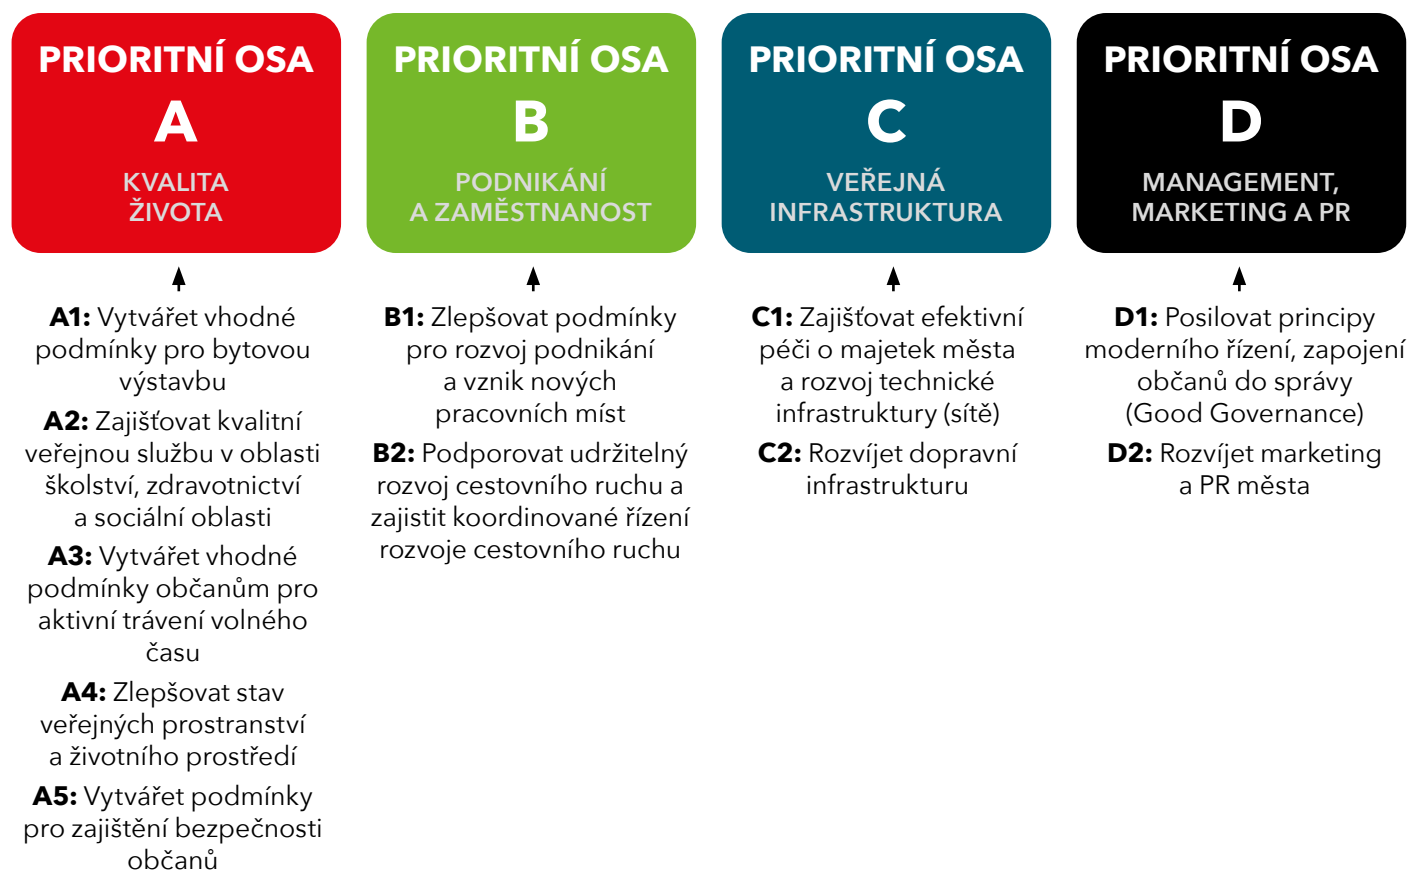 PRIORITNÍ OSA
A
KVALITA
ŽIVOTA
A1: Vytvářet vhodné
podmínky pro bytovou
výstavbu
A2: Zajišťovat kvalitní
veřejnou službu v oblasti
školství, zdravotnictví
a sociální oblasti
A3: Vytvářet vhodné
podmínky občanům pro
aktivní trávení volného
času
A4: Zlepšovat stav
veřejných prostranství
a životního prostředí
A5: Vytvářet podmínky
pro zajištění bezpečnosti
občanů
PRIORITNÍ OSA
B
PODNIKÁNÍ
A ZAMĚSTNANOST
B1: Zlepšovat podmínky
pro rozvoj podnikání
a vznik nových
pracovních míst
B2: Podporovat udržitelný
rozvoj cestovního ruchu a
zajistit koordinované řízení
rozvoje cestovního ruchu
PRIORITNÍ OSA
C
VEŘEJNÁ
INFRASTRUKTURA
C1: Zajišťovat efektivní
péči o majetek města
a rozvoj technické
infrastruktury (sítě)
C2: Rozvíjet dopravní
infrastrukturu
PRIORITNÍ OSA
D
MANAGEMENT,
MARKETING A PR
D1: Posilovat principy
moderního řízení, zapojení
občanů do správy
(Good Governance)
D2: Rozvíjet marketing
a PR města